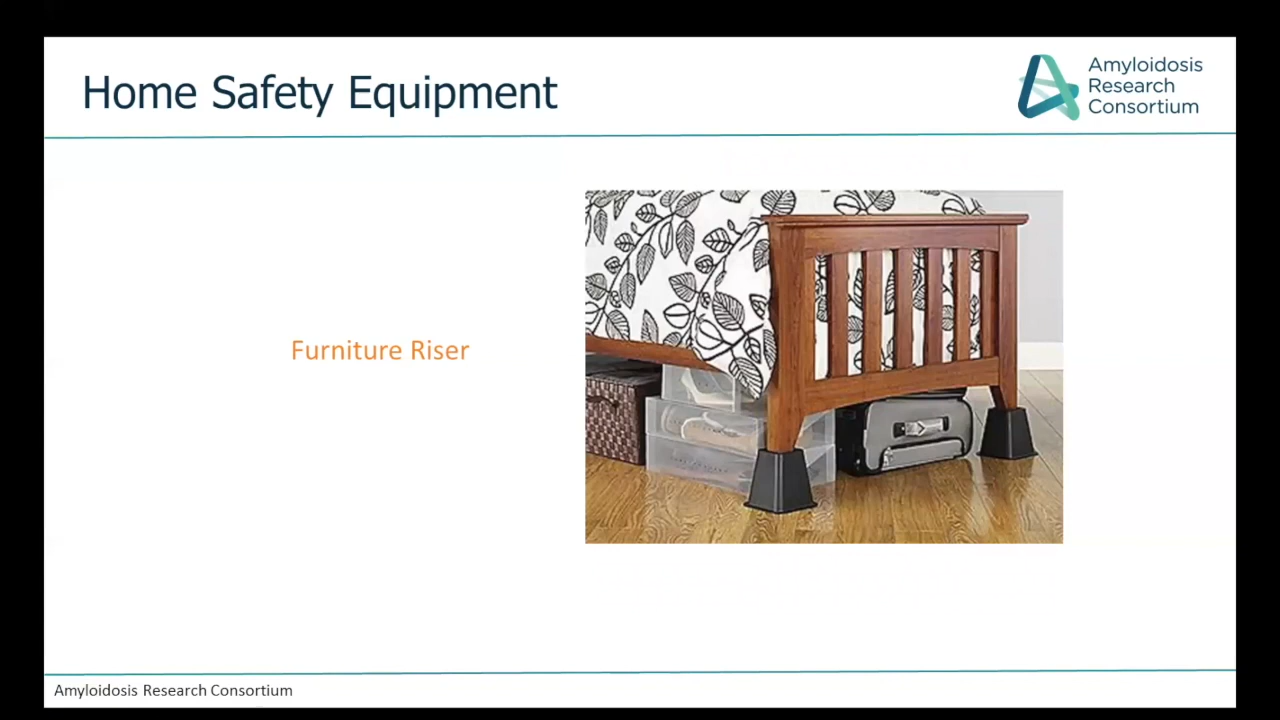 Home Safety Equipment
Amyloidosis
Research
Consortium
Furniture Riser
Amyloidosis Research Consortium